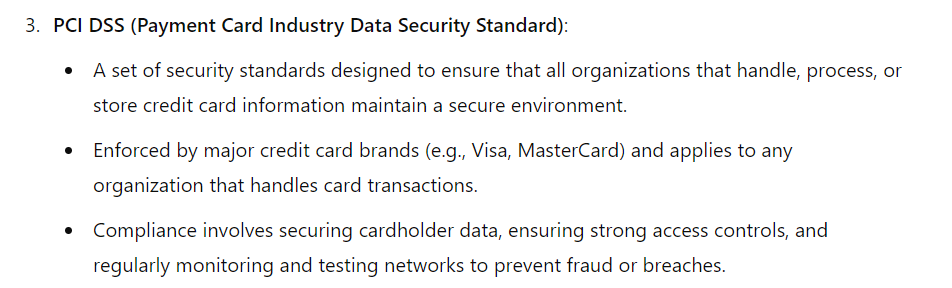 3. PCI DSS (Payment Card Industry Data Security Standard):
• A set of security standards designed to ensure that all organizations that handle, process, or
store credit card information maintain a secure environment.
• Enforced by major credit card brands (e.g., Visa, MasterCard) and applies to any
organization that handles card transactions.
• Compliance involves securing cardholder data, ensuring strong access controls, and
regularly monitoring and testing networks to prevent fraud or breaches.